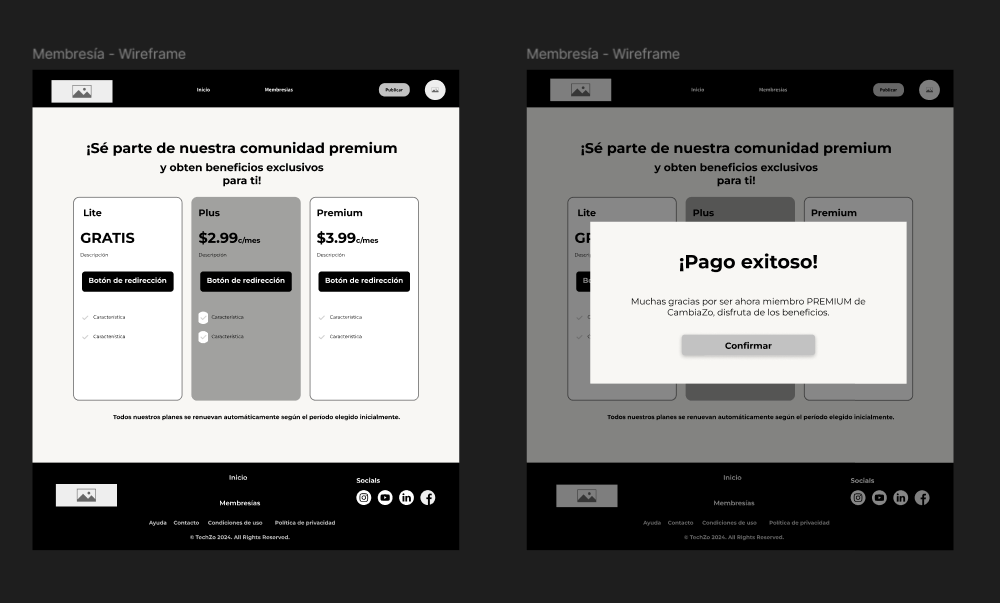 Membresía - Wireframe
Inicio
Membresías
Publicar
¡Sé parte de nuestra comunidad premium
y obten beneficios exclusivos
para ti!
Lite
GRATIS
Descripción
Botón de redirección
Característica
Característica
Plus
$2.99c/mes
Descripción
Botón de redirección
Característica
Característica
Premium
$3.99c/mes
Descripción
Botón de redirección
Característica
Característica
Todos nuestros planes se renuevan automáticamente según el período elegido inicialmente.
Inicio
Membresías
Socials
Ayuda Contacto Condiciones de uso Política de privacidad
© TechZo 2024. All Rights Reserved.
Membresía - Wireframe
Inicio
Membresías
Publicar
¡Sé parte de nuestra comunidad premium
y obten beneficios exclusivos
para ti!
Lite
Plus
Premium
¡Pago exitoso!
Muchas gracias por ser ahora miembro PREMIUM de
CambiaZo, disfruta de los beneficios.
Confirmar
Todos nuestros planes se renuevan automáticamente según el período elegido inicialmente.
Inicio
Membresías
Socials
Ayuda Contacto Condiciones de uso Política de privacidad
© TechZo 2024. All Rights Reserved.